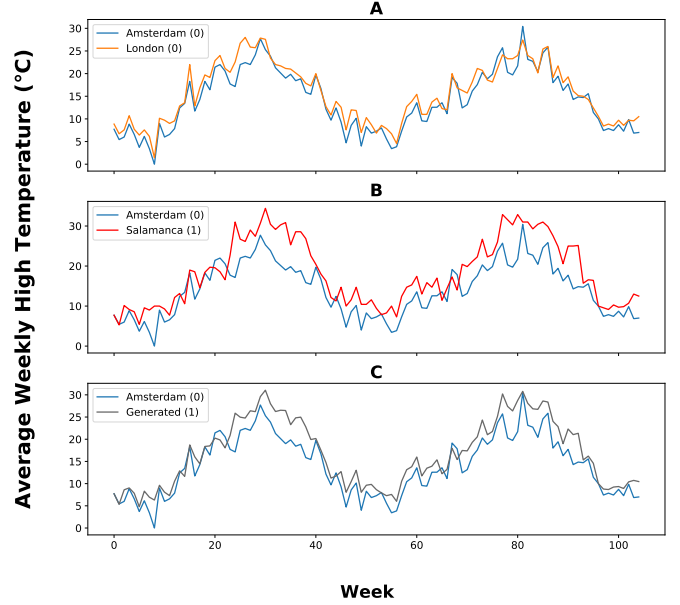 A
30
25
20
15
10
5
0
Amsterdam (0)
London (0)
B
30
20
10
0
Amsterdam (0)
Salamanca (1)
C
30
25
20
15
10
5
0
Amsterdam (0)
Generated (1)
0 20 40 60 80 100
Average Weekly High Temperature (°C)
Week